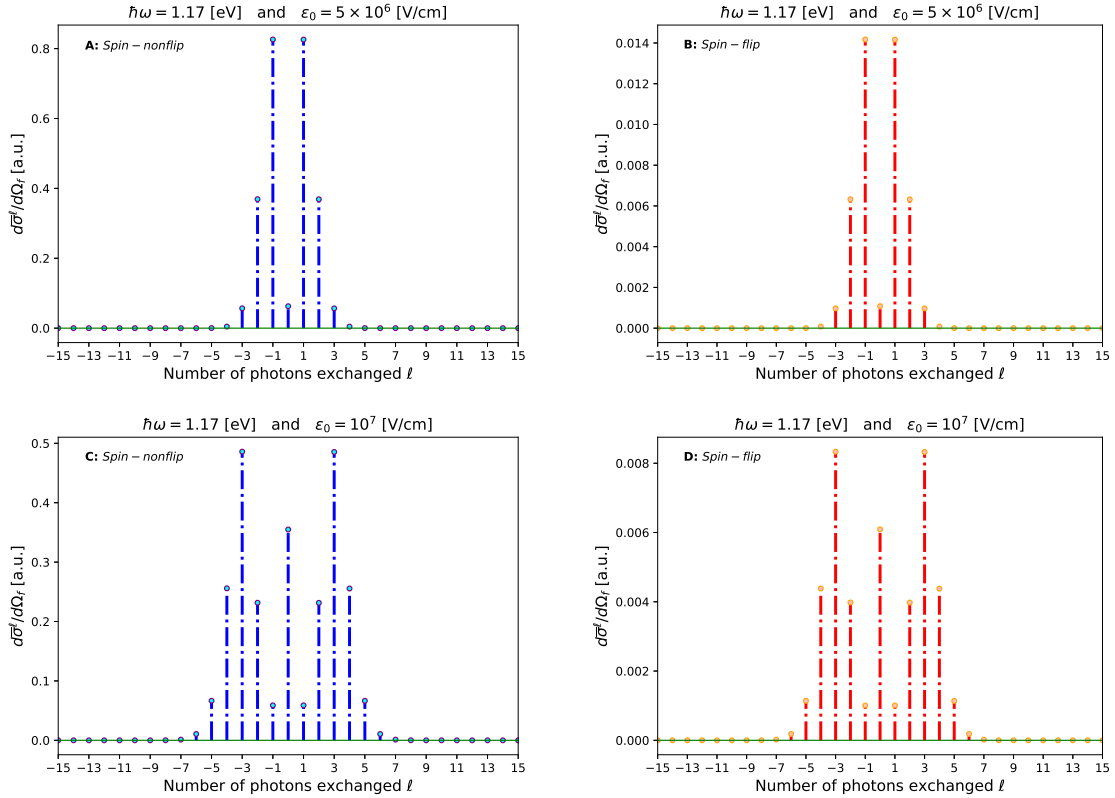 ℏω = 1.17 [eV] and ε₀ = 5 × 10⁶ [V/cm]
A: Spin − nonflip
dσ̅ℓ/dΩf [a.u.]
0.8
0.6
0.4
0.2
0.0
−15 −13 −11 −9 −7 −5 −3 −1 1 3 5 7 9 11 13 15
Number of photons exchanged ℓ
ℏω = 1.17 [eV] and ε₀ = 5 × 10⁶ [V/cm]
B: Spin − flip
dσ̅ℓ/dΩf [a.u.]
0.014
0.012
0.010
0.008
0.006
0.004
0.002
0.000
−15 −13 −11 −9 −7 −5 −3 −1 1 3 5 7 9 11 13 15
Number of photons exchanged ℓ
ℏω = 1.17 [eV] and ε₀ = 10⁷ [V/cm]
C: Spin − nonflip
dσ̅ℓ/dΩf [a.u.]
0.5
0.4
0.3
0.2
0.1
0.0
−15 −13 −11 −9 −7 −5 −3 −1 1 3 5 7 9 11 13 15
Number of photons exchanged ℓ
ℏω = 1.17 [eV] and ε₀ = 10⁷ [V/cm]
D: Spin − flip
dσ̅ℓ/dΩf [a.u.]
0.008
0.006
0.004
0.002
0.000
−15 −13 −11 −9 −7 −5 −3 −1 1 3 5 7 9 11 13 15
Number of photons exchanged ℓ